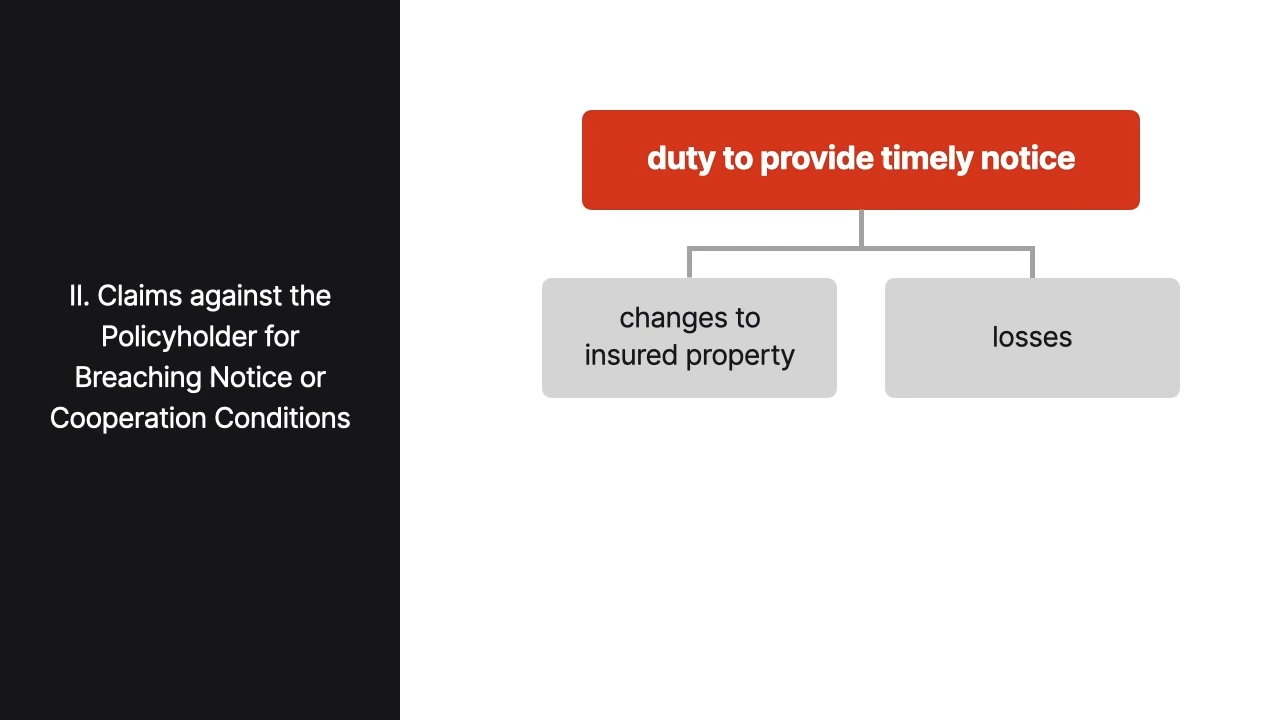 II. Claims against the
Policyholder for
Breaching Notice or
Cooperation Conditions
duty to provide timely notice
changes to
insured property
losses